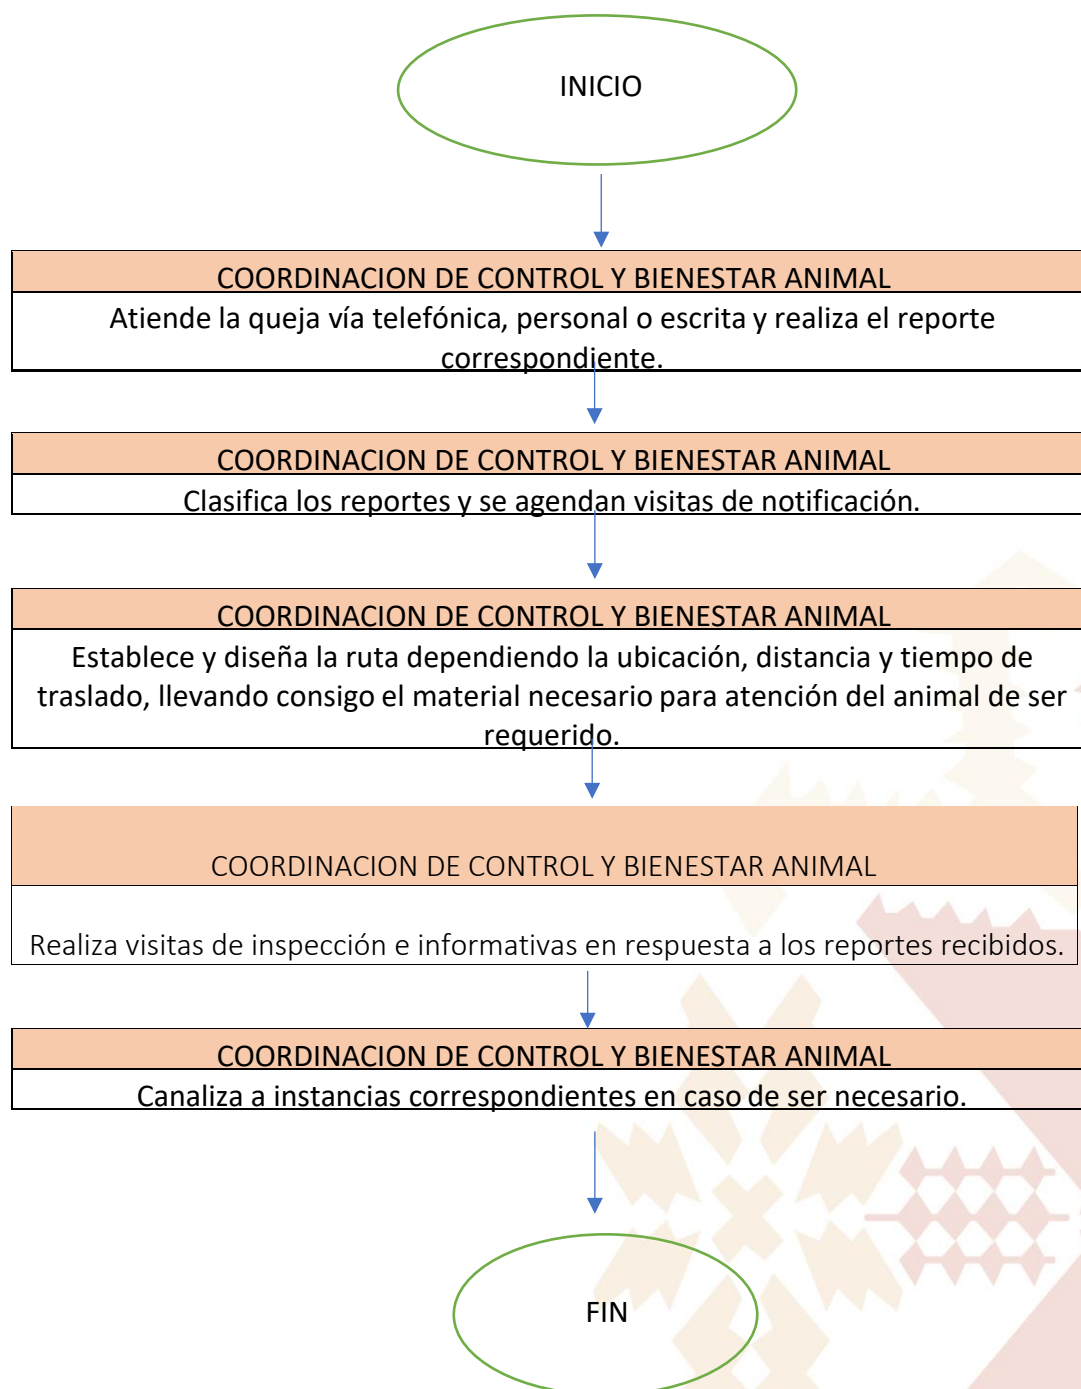 INICIO
COORDINACION DE CONTROL Y BIENESTAR ANIMAL
Atiende la queja vía telefónica, personal o escrita y realiza el reporte
correspondiente.
COORDINACION DE CONTROL Y BIENESTAR ANIMAL
Clasifica los reportes y se agendan visitas de notificación.
COORDINACION DE CONTROL Y BIENESTAR ANIMAL
Establece y diseña la ruta dependiendo la ubicación, distancia y tiempo de
traslado, llevando consigo el material necesario para atención del animal de ser
requerido.
COORDINACION DE CONTROL Y BIENESTAR ANIMAL
Realiza visitas de inspección e informativas en respuesta a los reportes recibidos.
COORDINACION DE CONTROL Y BIENESTAR ANIMAL
Canaliza a instancias correspondientes en caso de ser necesario.
FIN